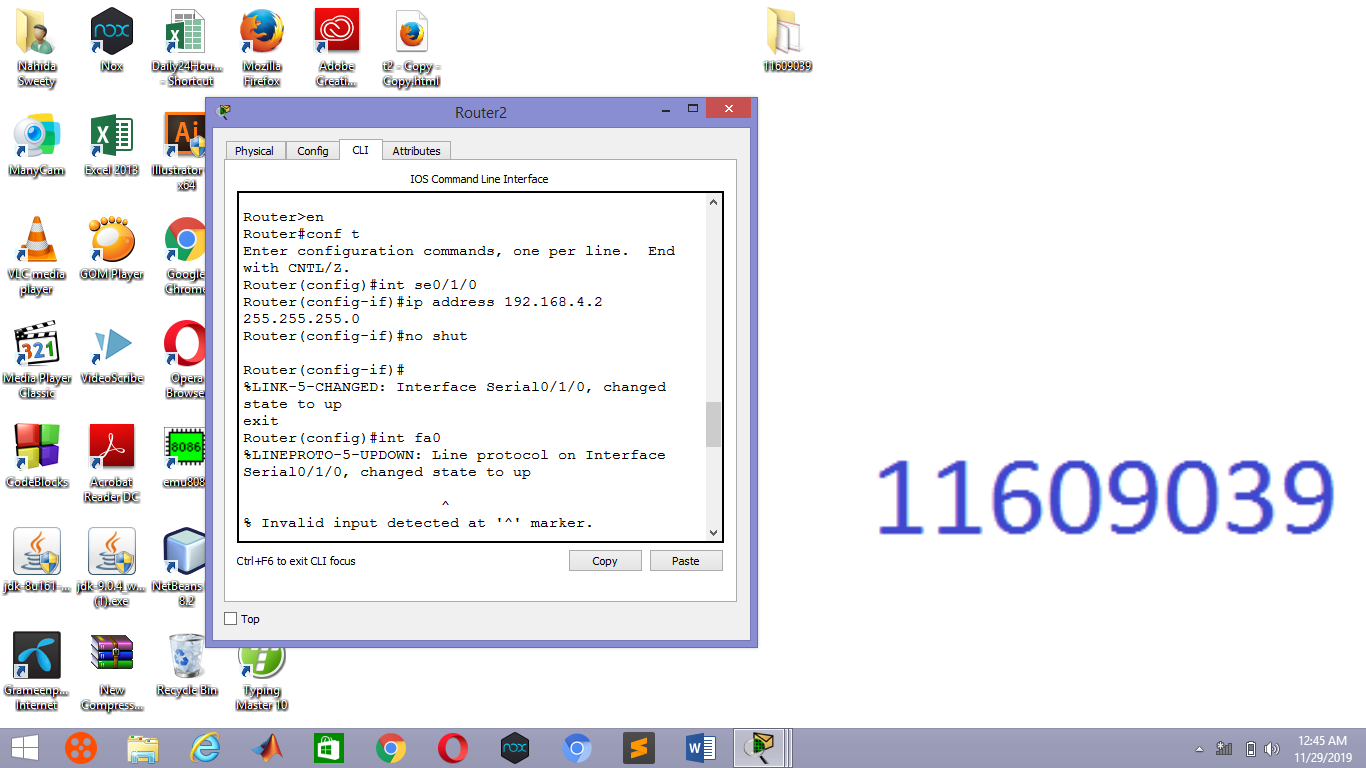 Nahida
Sweety
Nox
Daily24Hou...
- Shortcut
Mozilla
Firefox
Adobe
Creati...
t2 - Copy -
Copy.html
11609039
ManyCam
Excel 2013
Illustrator
x64
VLC media
player
GOM Player
Google
Chrome
Media Player
Classic
VideoScribe
Opera
Browser
CodeBlocks
Acrobat
Reader DC
emu808
jdk-8u161-...
jdk-9.0.4_w...
(1).exe
NetBeans
8.2
Grameenp...
Internet
New
Compress...
Recycle Bin
Typing
Master 10
Router2
Physical
Config
CLI
Attributes
IOS Command Line Interface
Router>en
Router#conf t
Enter configuration commands, one per line.  End
with CNTL/Z.
Router(config)#int se0/1/0
Router(config-if)#ip address 192.168.4.2
255.255.255.0
Router(config-if)#no shut
Router(config-if)#
%LINK-5-CHANGED: Interface Serial0/1/0, changed
state to up
exit
Router(config)#int fa0
%LINEPROTO-5-UPDOWN: Line protocol on Interface
Serial0/1/0, changed state to up
^
% Invalid input detected at '^' marker.
Ctrl+F6 to exit CLI focus
Copy
Paste
Top
11609039
12:45 AM
11/29/2019